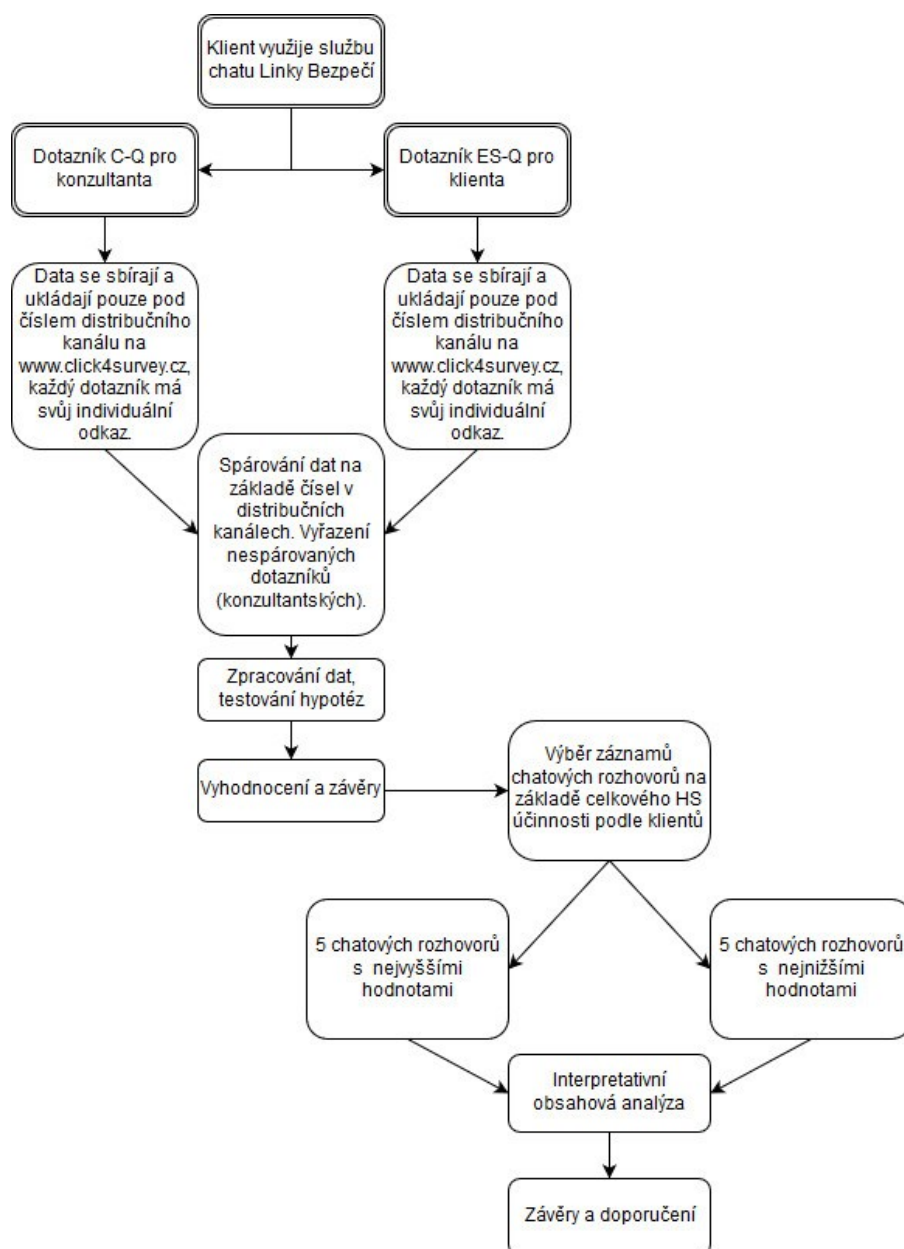 Klient využije službu
chatu Linky Bezpečí
Dotazník C-Q pro
konzultanta
Dotazník ES-Q pro
klienta
Data se sbírají a
ukládají pouze pod
číslem distribučního
kanálu na
www.click4survey.cz,
každý dotazník má
svůj individuální
odkaz.
Data se sbírají a
ukládají pouze pod
číslem distribučního
kanálu na
www.click4survey.cz,
každý dotazník má
svůj individuální
odkaz.
Spárování dat na
základě čísel v
distribučních
kanálech. Vyřazení
nespárovaných
dotazníků
(konzultantských).
Zpracování dat,
testování hypotéz
Vyhodnocení a závěry
Výběr záznamů
chatových rozhovorů na
základě celkového HS
účinnosti podle klientů
5 chatových rozhovorů
s nejvyššími
hodnotami
5 chatových rozhovorů
s nejnižšími
hodnotami
Interpretativní
obsahová analýza
Závěry a doporučení